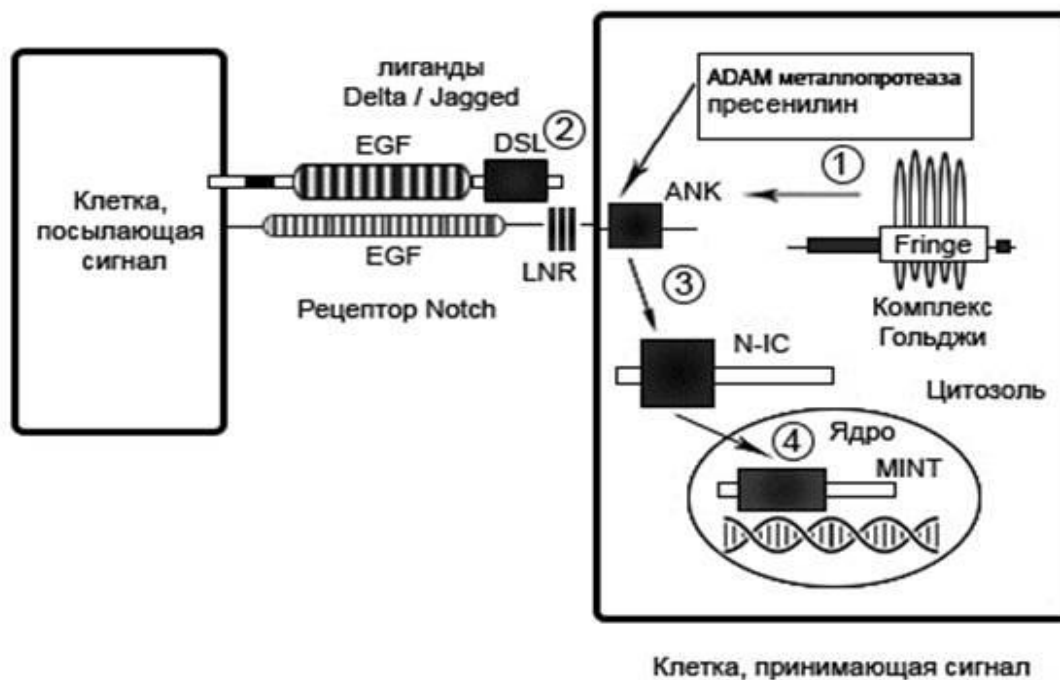 лиганды
Delta / Jagged
EGF
DSL
②
Клетка,
посылающая
сигнал
EGF
LNR
Рецептор Notch
ADAM металлопротеаза
пресенилин
①
ANK
Fringe
Комплекс
Гольджи
③
N-IC
Цитозоль
Ядро
④
MINT
Клетка, принимающая сигнал